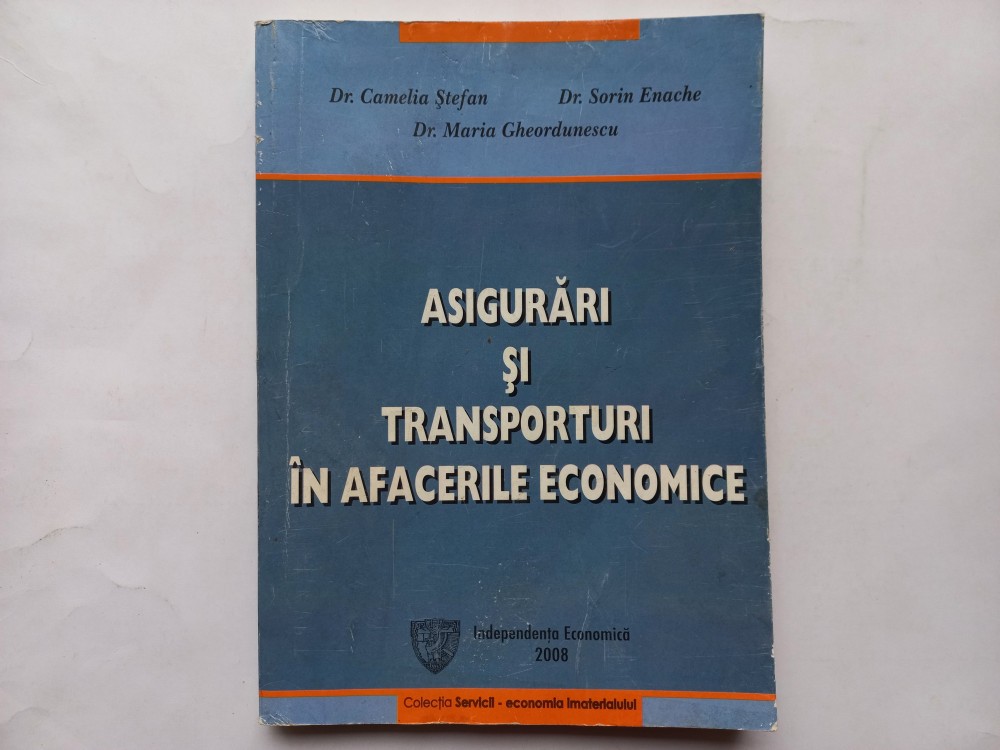 Dr. Camelia Ştefan Dr. Sorin Enache
Dr. Maria Gheordunescu
ASIGURĂRI
ŞI
TRANSPORTURI
ÎN AFACERILE ECONOMICE
Independenţa Economică
2008
Colecţia Servicii - economia imaterialului